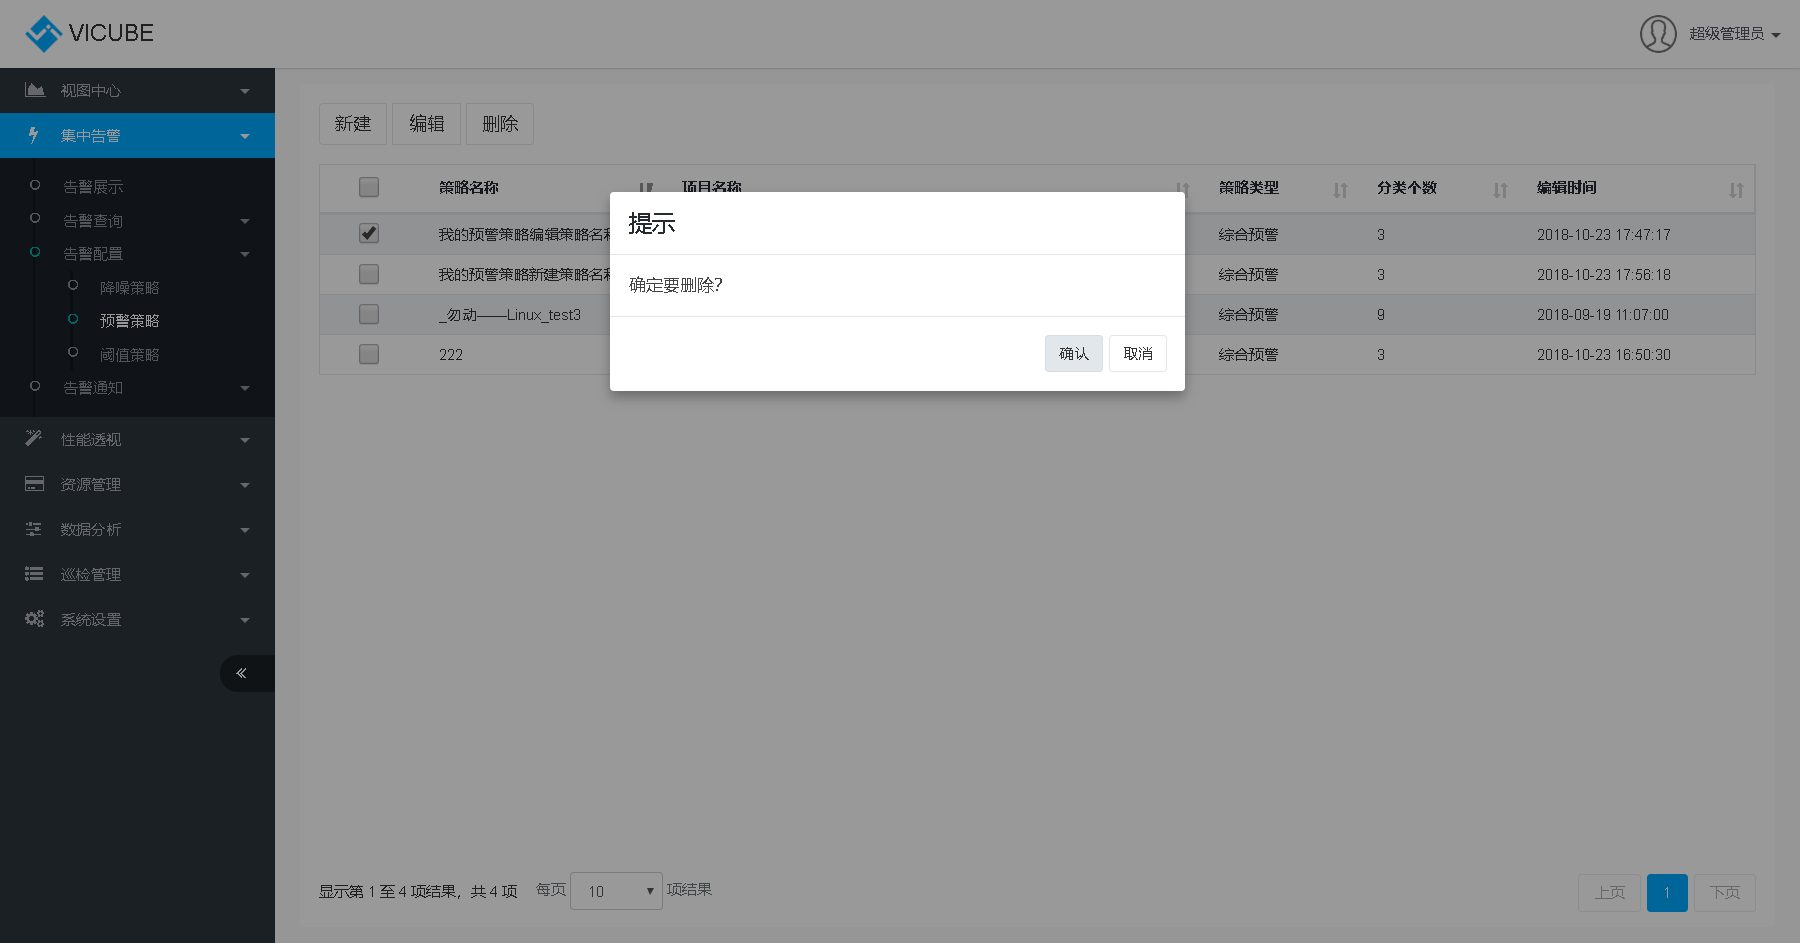 VICUBE
超级管理员
视图中心
集中告警
告警展示
告警查询
告警配置
降噪策略
预警策略
阈值策略
告警通知
性能透视
资源管理
数据分析
巡检管理
系统设置
新建 编辑 删除
策略名称 项目名称 策略类型 分类个数 编辑时间
我的预警策略编辑策略名 综合预警 3 2018-10-23 17:47:17
我的预警策略新建策略名 综合预警 3 2018-10-23 17:56:18
_勿动——Linux_test3 综合预警 9 2018-09-19 11:07:00
222 综合预警 3 2018-10-23 16:50:30
提示
确定要删除?
确认 取消
显示第 1 至 4 项结果，共 4 项 每页 10 项结果
上页 1 下页